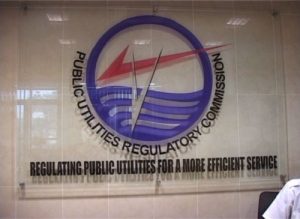 PUBLIC UTILITIES REGULATORY COMMISSION
REGULATING PUBLIC UTILITIES FOR A MORE EFFICIENT SERVICE